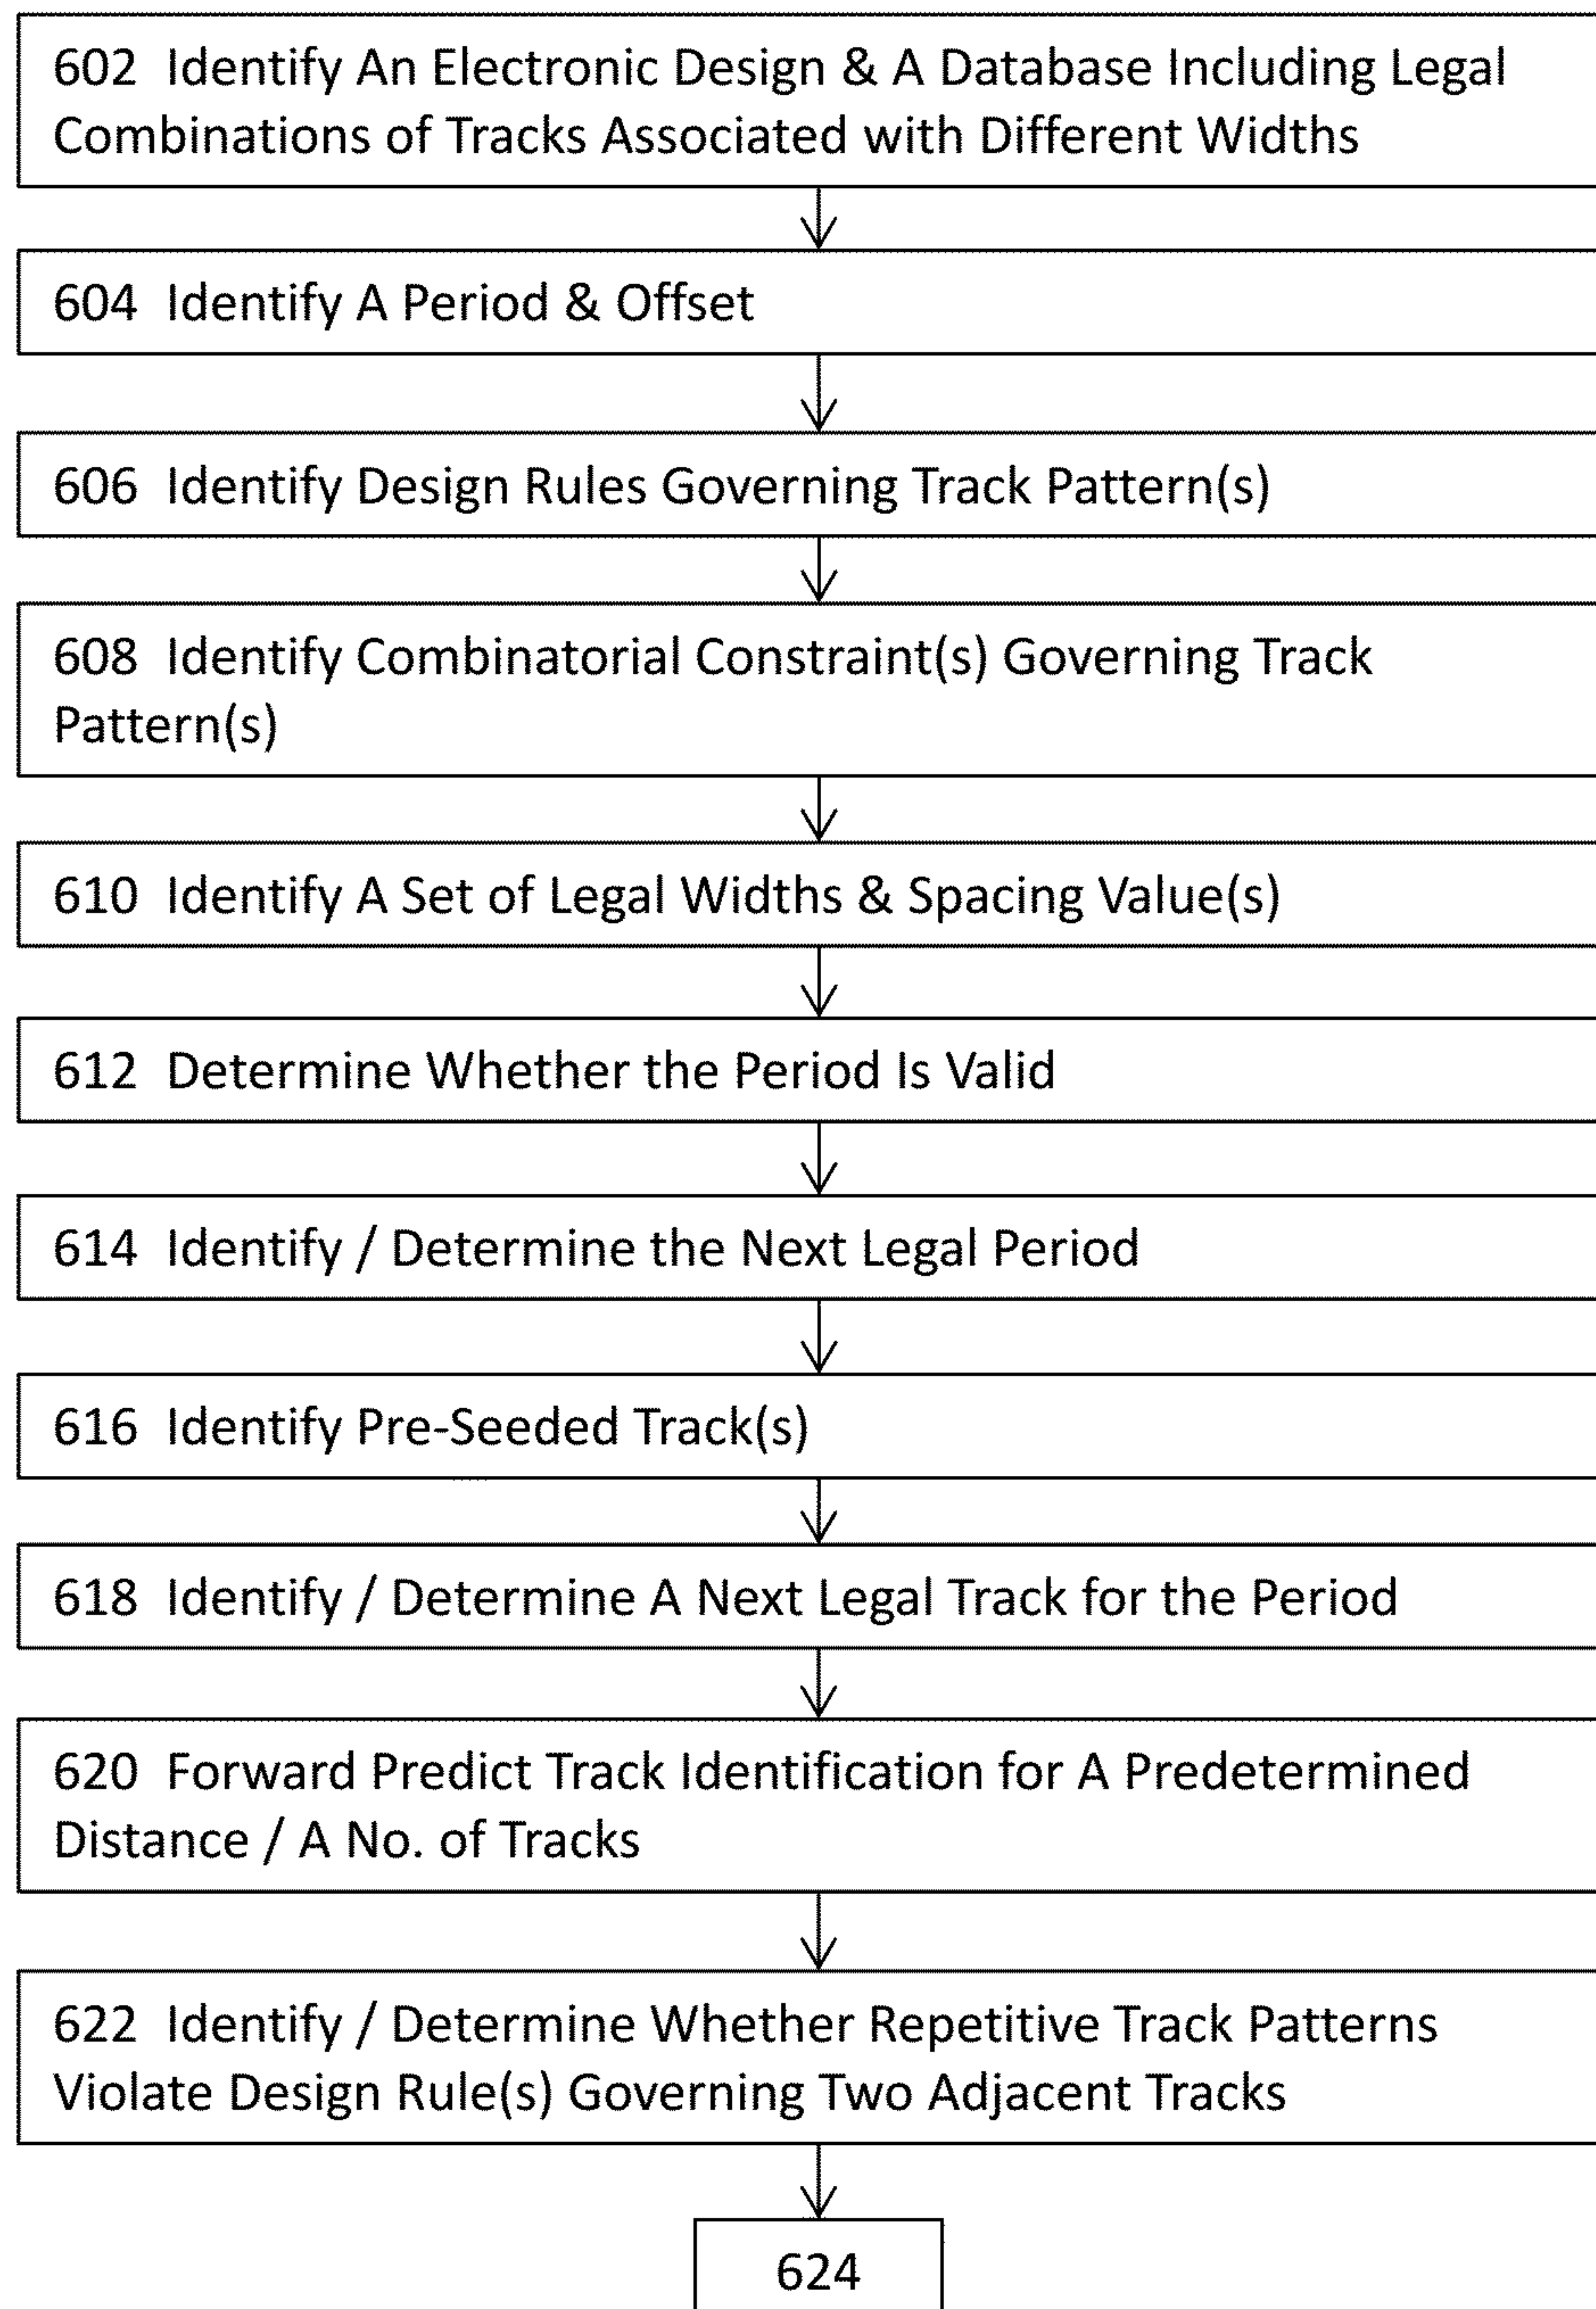 602 Identify An Electronic Design & A Database Including Legal
Combinations of Tracks Associated with Different Widths
604 Identify A Period & Offset
606 Identify Design Rules Governing Track Pattern(s)
608 Identify Combinatorial Constraint(s) Governing Track
Pattern(s)
610 Identify A Set of Legal Widths & Spacing Value(s)
612 Determine Whether the Period Is Valid
614 Identify / Determine the Next Legal Period
616 Identify Pre-Seeded Track(s)
618 Identify / Determine A Next Legal Track for the Period
620 Forward Predict Track Identification for A Predetermined
Distance / A No. of Tracks
622 Identify / Determine Whether Repetitive Track Patterns
Violate Design Rule(s) Governing Two Adjacent Tracks
624